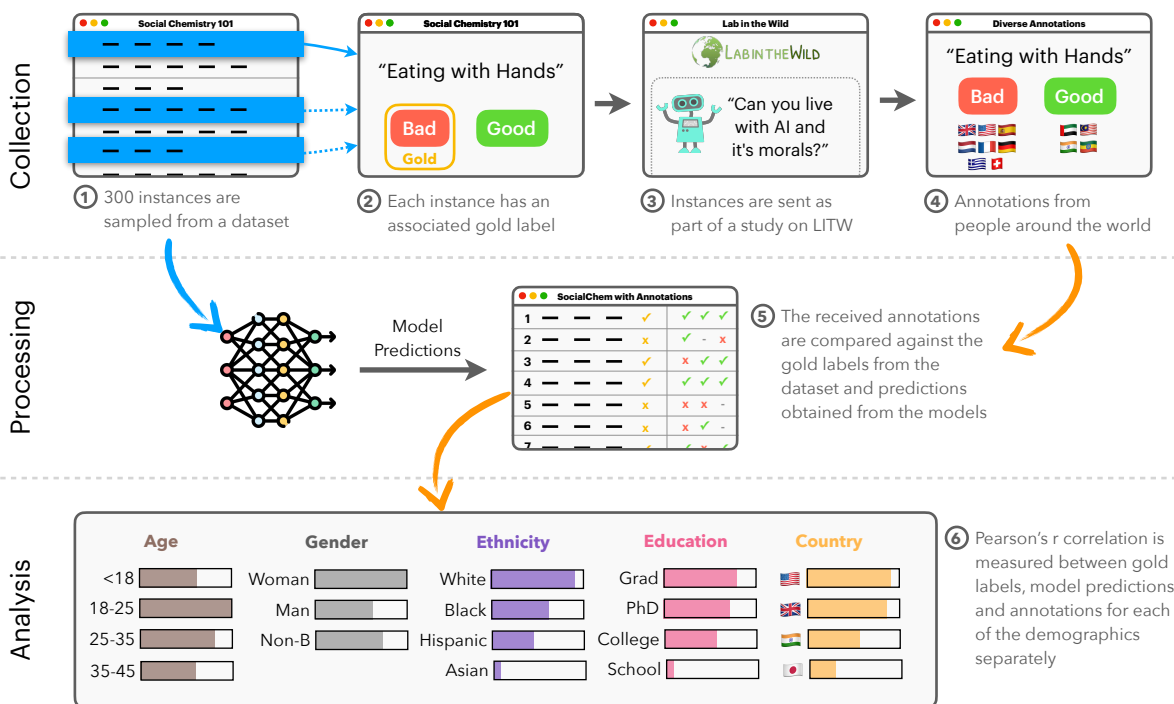 Collection
Social Chemistry 101
Social Chemistry 101
“Eating with Hands”
Bad
Good
Gold
Lab in the Wild
LABINTHEWILD
“Can you live
with AI and
it's morals?”
Diverse Annotations
“Eating with Hands”
Bad
Good
1 300 instances are
sampled from a dataset
2 Each instance has an
associated gold label
3 Instances are sent as
part of a study on LITW
4 Annotations from
people around the world
Processing
Model
Predictions
SocialChem with Annotations
1 ✓ ✓ ✓ ✓
2 x ✓ - x
3 ✓ x ✓ ✓
4 ✓ ✓ ✓ ✓
5 x x x -
6 x x ✓ -
7 ✓ ✓ x ✓
5 The received annotations
are compared against the
gold labels from the
dataset and predictions
obtained from the models
Analysis
Age
<18
18-25
25-35
35-45
Gender
Woman
Man
Non-B
Ethnicity
White
Black
Hispanic
Asian
Education
Grad
PhD
College
School
Country
6 Pearson’s r correlation is
measured between gold
labels, model predictions
and annotations for each
of the demographics
separately